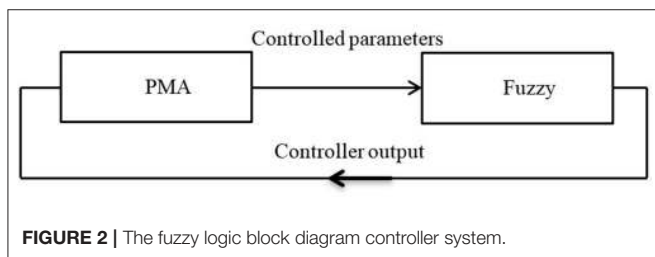 Controlled parameters
PMA
Fuzzy
Controller output
FIGURE 2 | The fuzzy logic block diagram controller system.